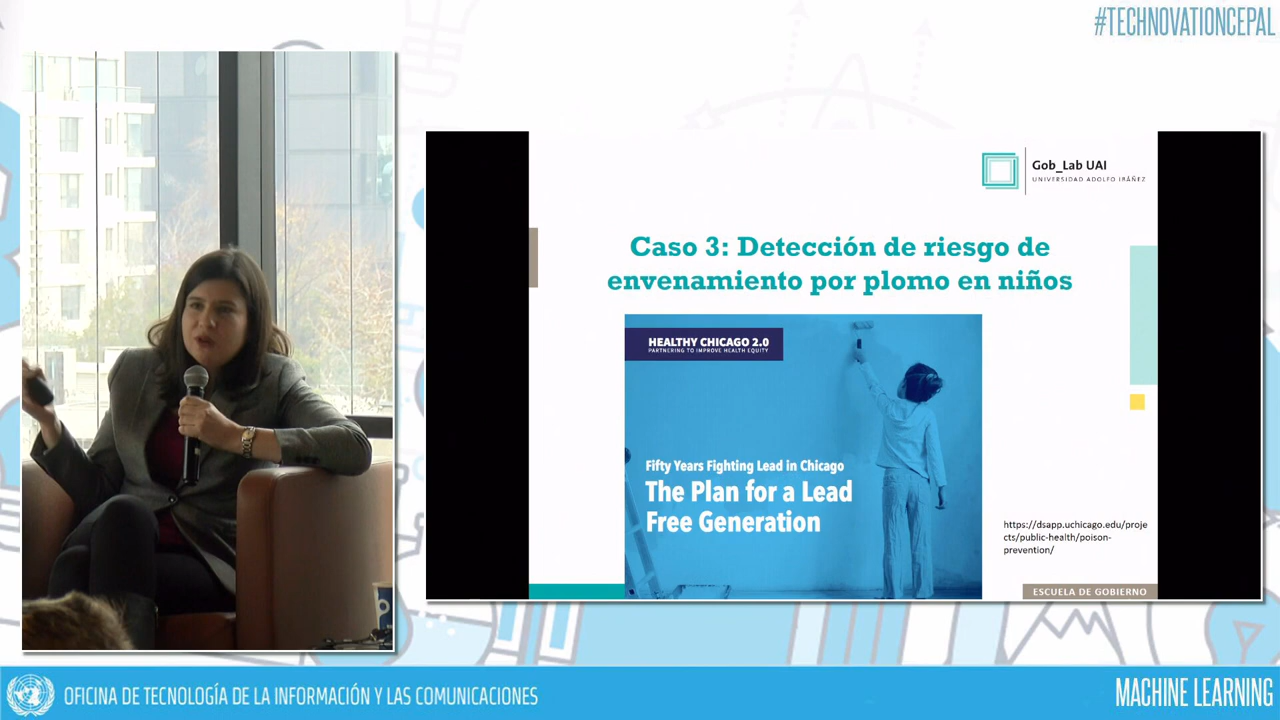 #TECHNOVATIONCEPAL
Gob_Lab UAI
UNIVERSIDAD ADOLFO IBÁÑEZ
Caso 3: Detección de riesgo de
envenamiento por plomo en niños
HEALTHY CHICAGO 2.0
PARTNERING TO IMPROVE HEALTH EQUITY
Fifty Years Fighting Lead in Chicago
The Plan for a Lead
Free Generation
https://dsapp.uchicago.edu/proje
cts/public-health/poison-
prevention/
ESCUELA DE GOBIERNO
OFICINA DE TECNOLOGÍA DE LA INFORMACIÓN Y LAS COMUNICACIONES
MACHINE LEARNING